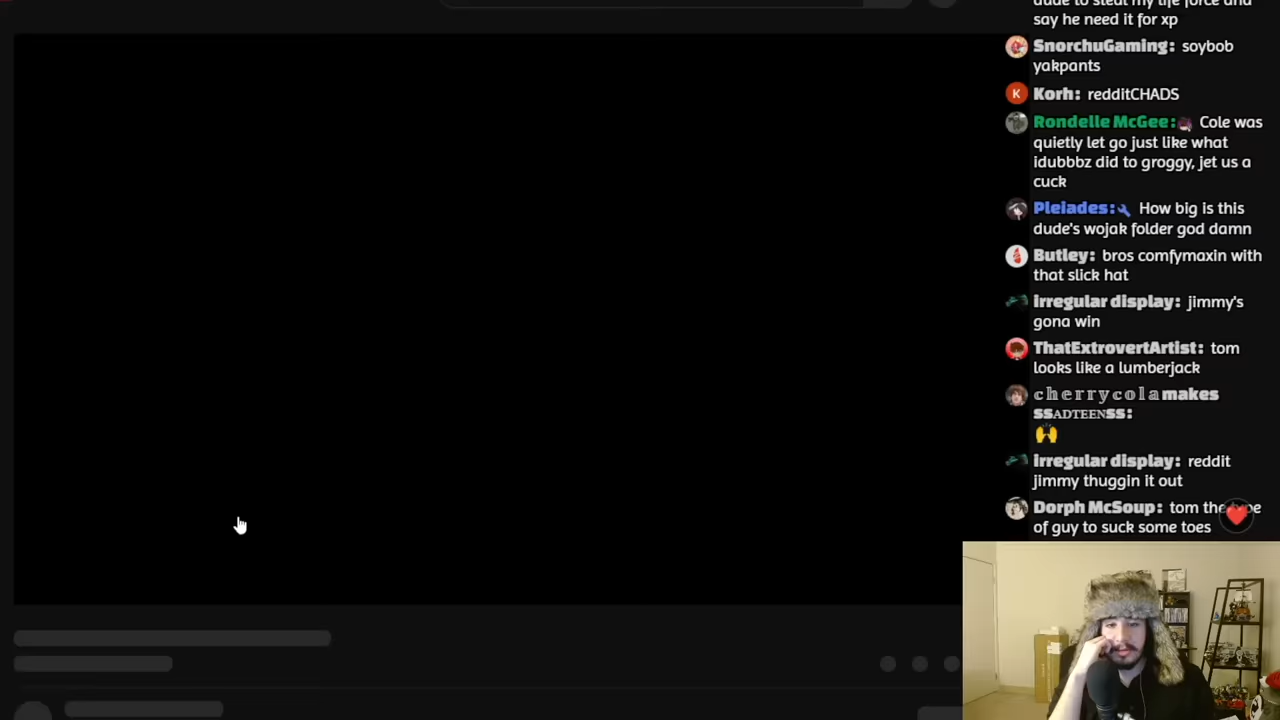 dude to steal my life force and
say he need it for xp
SnorchuGaming: soybob
yakpants
K
Korh: redditCHADS
Rondelle McGee: Cole was
quietly let go just like what
idubbbz did to groggy, jet us a
cuck
Pleiades: How big is this
dude's wojak folder god damn
Butley: bros comfymaxin with
that slick hat
irregular display: jimmy's
gona win
ThatExtrovertArtist: tom
looks like a lumberjack
𝕔𝕙𝕖𝕣𝕣𝕪𝕔𝕠𝕝𝕒makes
ssᴀᴅᴛᴇᴇɴss:
irregular display: reddit
jimmy thuggin it out
Dorph McSoup: tom the type
of guy to suck some toes